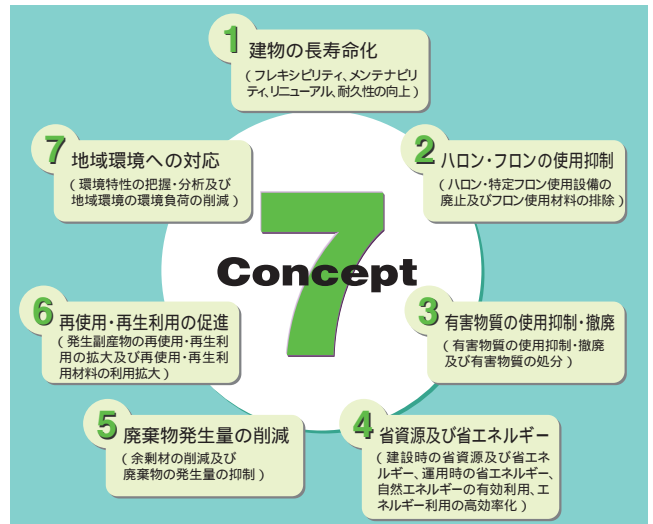 1 建物の長寿命化
(フレキシビリティ、メンテナビリ
ティ、リニューアル、耐久性の向上)
2 ハロン・フロンの使用抑制
(ハロン・特定フロン使用設備の
廃止及びフロン使用材料の排除)
3 有害物質の使用抑制・撤廃
(有害物質の使用抑制・撤廃
及び有害物質の処分)
4 省資源及び省エネルギー
(建設時の省資源及び省エネ
ルギー、運用時の省エネルギー、
自然エネルギーの有効利用、エ
ネルギー利用の高効率化)
5 廃棄物発生量の削減
(余剰材の削減及び
廃棄物の発生量の抑制)
6 再使用・再生利用の促進
(発生副産物の再使用・再生利
用の拡大及び再使用・再生利
用材料の利用拡大)
7 地域環境への対応
(環境特性の把握・分析及び
地域環境の環境負荷の削減)
7
Concept